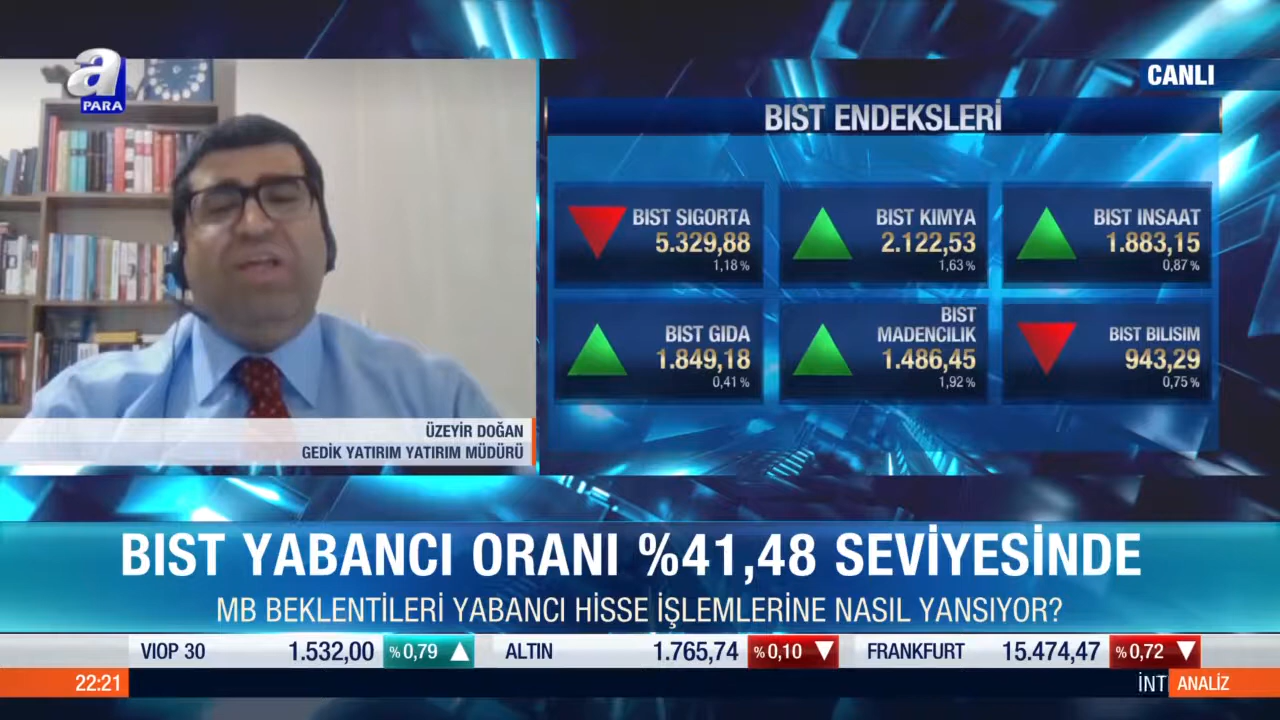 a
PARA
CANLI
BIST ENDEKSLERİ
BIST SIGORTA
5.329,88
1,18 %
BIST KIMYA
2.122,53
1,63 %
BIST INSAAT
1.883,15
0,87 %
BIST GIDA
1.849,18
0,41 %
BIST
MADENCILIK
1.486,45
1,92 %
BIST BILISIM
943,29
0,75 %
ÜZEYİR DOĞAN
GEDİK YATIRIM YATIRIM MÜDÜRÜ
BIST YABANCI ORANI %41,48 SEVİYESİNDE
MB BEKLENTİLERİ YABANCI HİSSE İŞLEMLERİNE NASIL YANSIYOR?
VIOP 30 1.532,00 %0,79 ALTIN 1.765,74 %0,10 FRANKFURT 15.474,47 %0,72
22:21 İNT ANALİZ